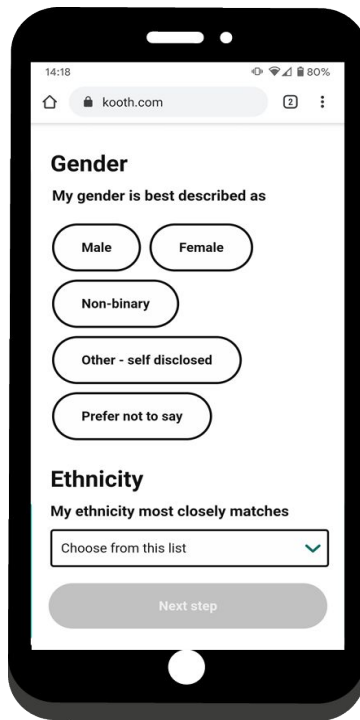 14:18 80%
kooth.com 2
Gender
My gender is best described as
Male Female
Non-binary
Other - self disclosed
Prefer not to say
Ethnicity
My ethnicity most closely matches
Choose from this list
Next step